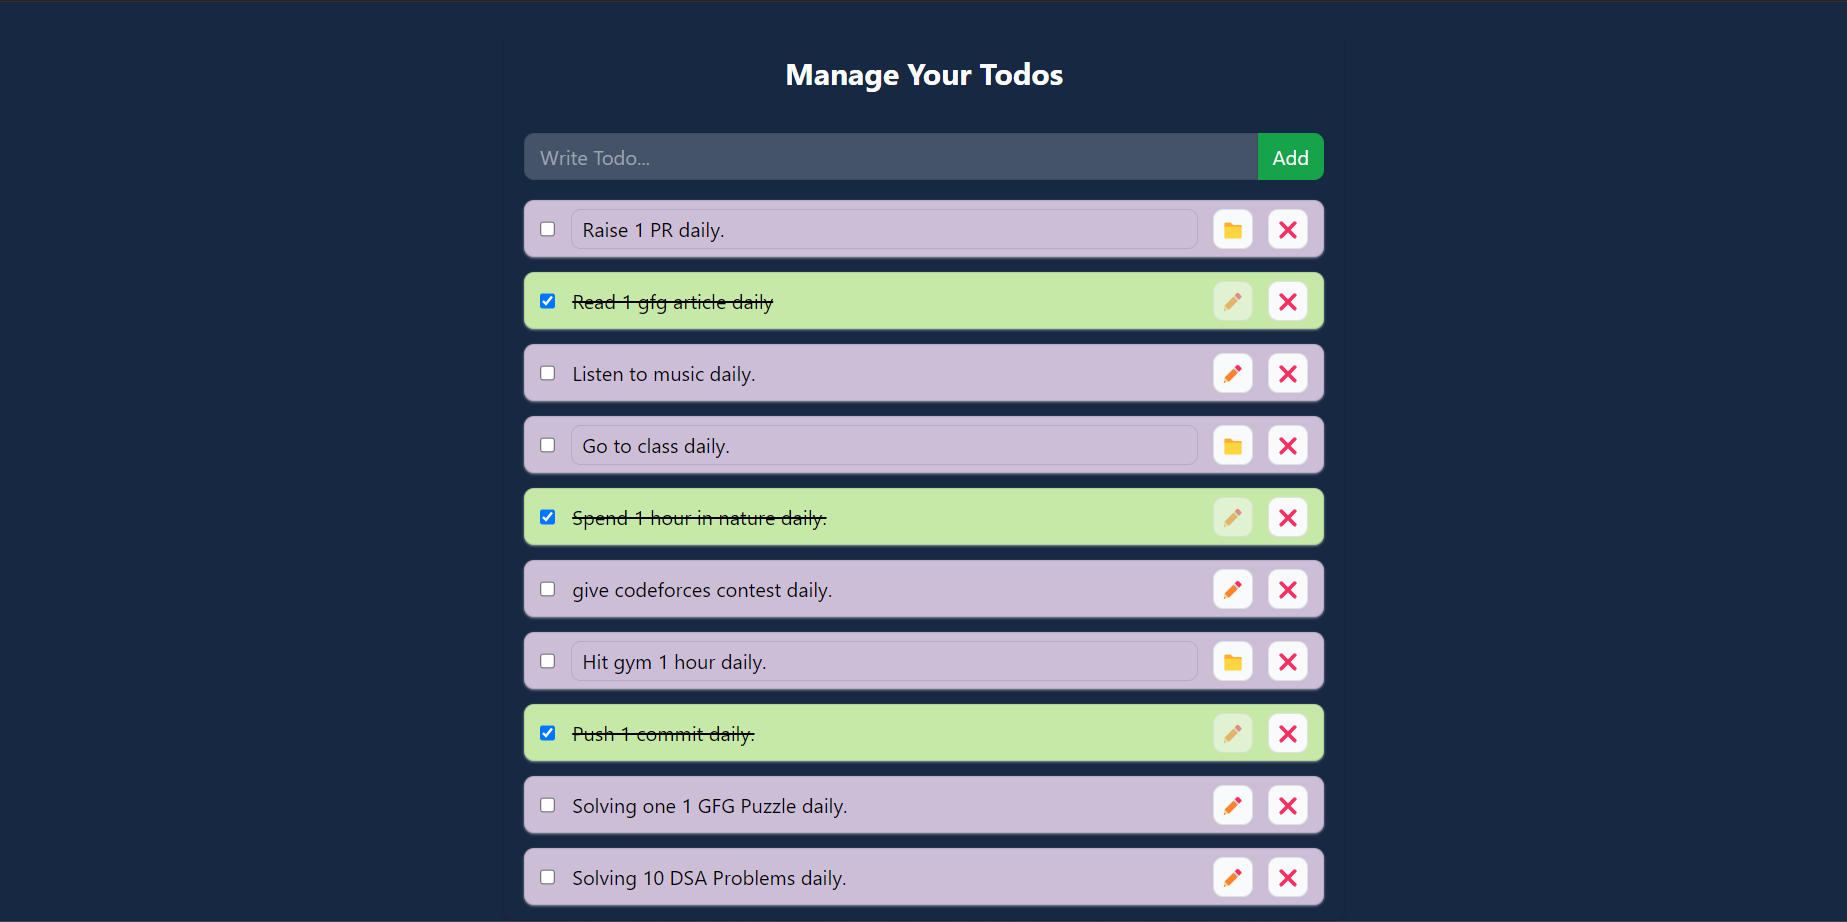 Manage Your Todos
Write Todo...
Add
Raise 1 PR daily.
Read 1 gfg article daily
Listen to music daily.
Go to class daily.
Spend 1 hour in nature daily.
give codeforces contest daily.
Hit gym 1 hour daily.
Push 1 commit daily.
Solving one 1 GFG Puzzle daily.
Solving 10 DSA Problems daily.